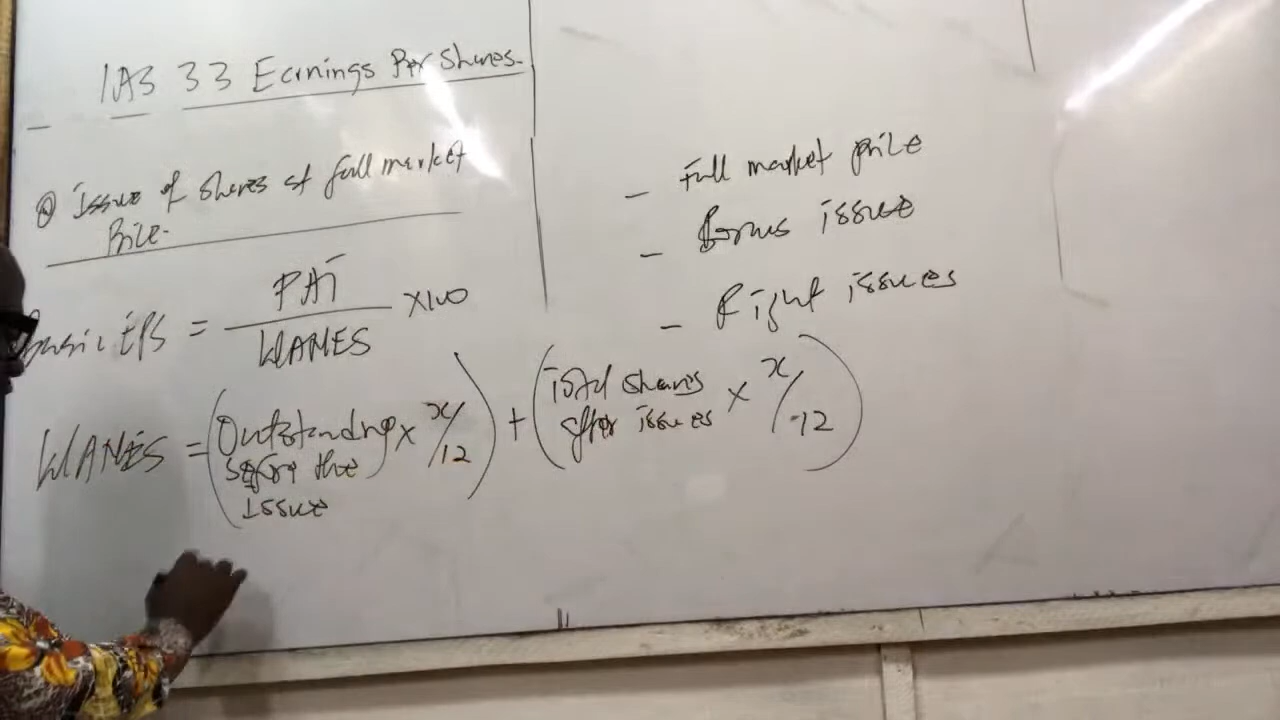 IAS 33 Earnings Per Shares.
@ issue of shares at full market
Price.
Basic EPS = PAT / WANES X100
WANES = (Outstanding before the issue X x/12) + (Total shares after issues X x/12)
- Full market price
- Bonus issue
- Right issues